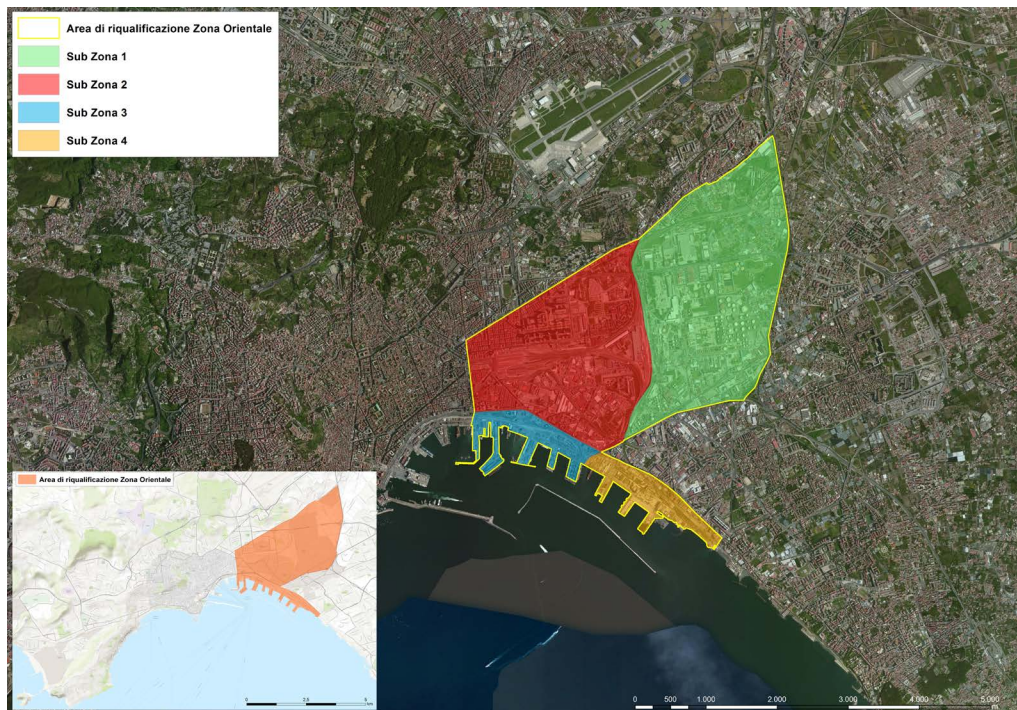 Area di riqualificazione Zona Orientale
Sub Zona 1
Sub Zona 2
Sub Zona 3
Sub Zona 4
Area di riqualificazione Zona Orientale
0 2,5 5
0 500 1.000 2.000 3.000 4.000 5.000